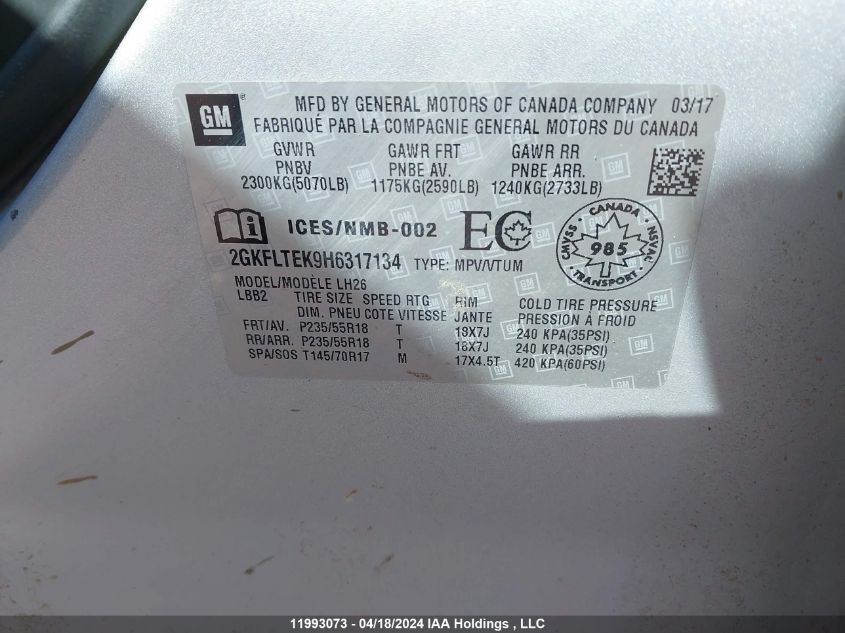 GM
MFD BY GENERAL MOTORS OF CANADA COMPANY 03/17
FABRIQUÉ PAR LA COMPAGNIE GENERAL MOTORS DU CANADA
GVWR GAWR FRT GAWR RR
PNBV PNBE AV. PNBE ARR.
2300KG(5070LB) 1175KG(2590LB) 1240KG(2733LB)
ICES/NMB-002 EC
CANADA CMVSS 985 NSVAC TRANSPORT
2GKFLTEK9H6317134 TYPE: MPV/VTUM
MODEL/MODÈLE LH26
LBB2 TIRE SIZE SPEED RTG RIM COLD TIRE PRESSURE
DIM. PNEU COTE VITESSE JANTE PRESSION À FROID
FRT/AV. P235/55R18 T 18X7J 240 KPA(35PSI)
RR/ARR. P235/55R18 T 18X7J 240 KPA(35PSI)
SPA/SOS T145/70R17 M 17X4.5T 420 KPA(60PSI)
11993073 - 04/18/2024 IAA Holdings , LLC